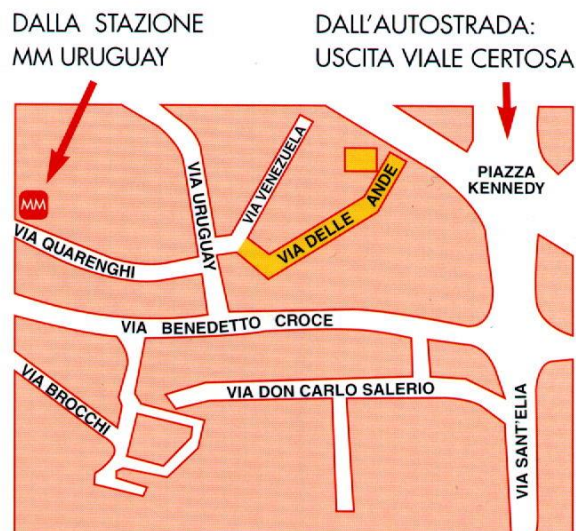 DALLA STAZIONE
MM URUGUAY
DALL'AUTOSTRADA:
USCITA VIALE CERTOSA
MM
VIA QUARENGHI
VIA URUGUAY
VIA VENEZUELA
VIA DELLE ANDE
PIAZZA
KENNEDY
VIA BENEDETTO CROCE
VIA BROCCHI
VIA DON CARLO SALERIO
VIA SANT'ELIA